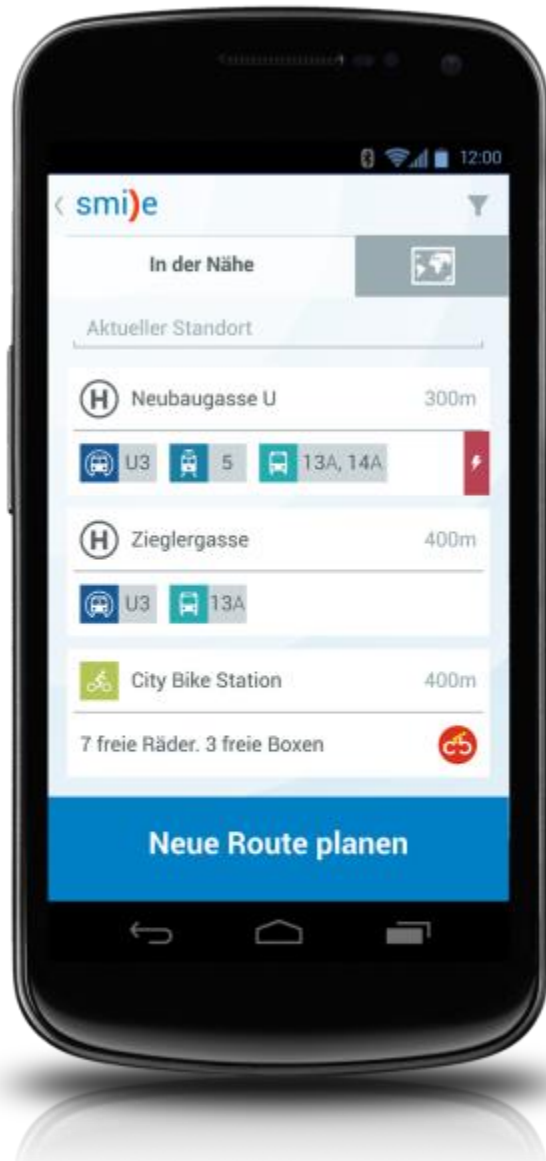 12:00
smile
In der Nähe
Aktueller Standort
H Neubaugasse U 300m
U3 5 13A, 14A
H Zieglergasse 400m
U3 13A
City Bike Station 400m
7 freie Räder. 3 freie Boxen
Neue Route planen